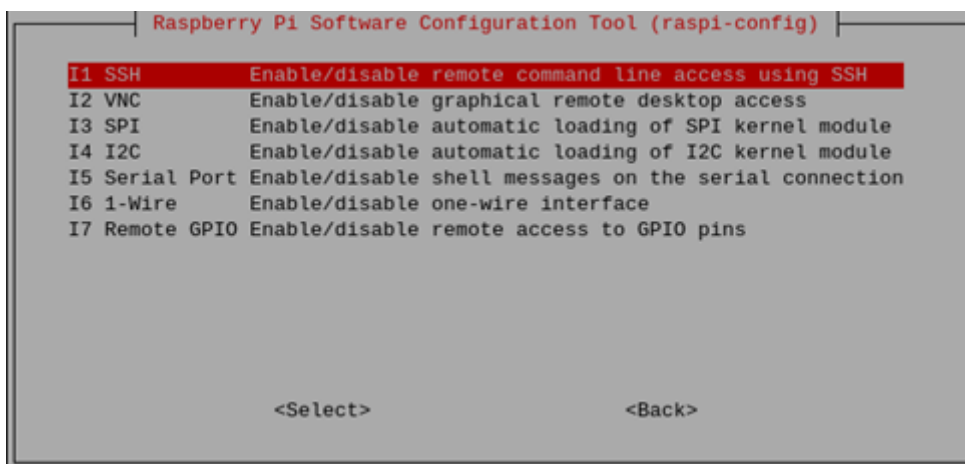 Raspberry Pi Software Configuration Tool (raspi-config)
I1 SSH Enable/disable remote command line access using SSH
I2 VNC Enable/disable graphical remote desktop access
I3 SPI Enable/disable automatic loading of SPI kernel module
I4 I2C Enable/disable automatic loading of I2C kernel module
I5 Serial Port Enable/disable shell messages on the serial connection
I6 1-Wire Enable/disable one-wire interface
I7 Remote GPIO Enable/disable remote access to GPIO pins
<Select> <Back>